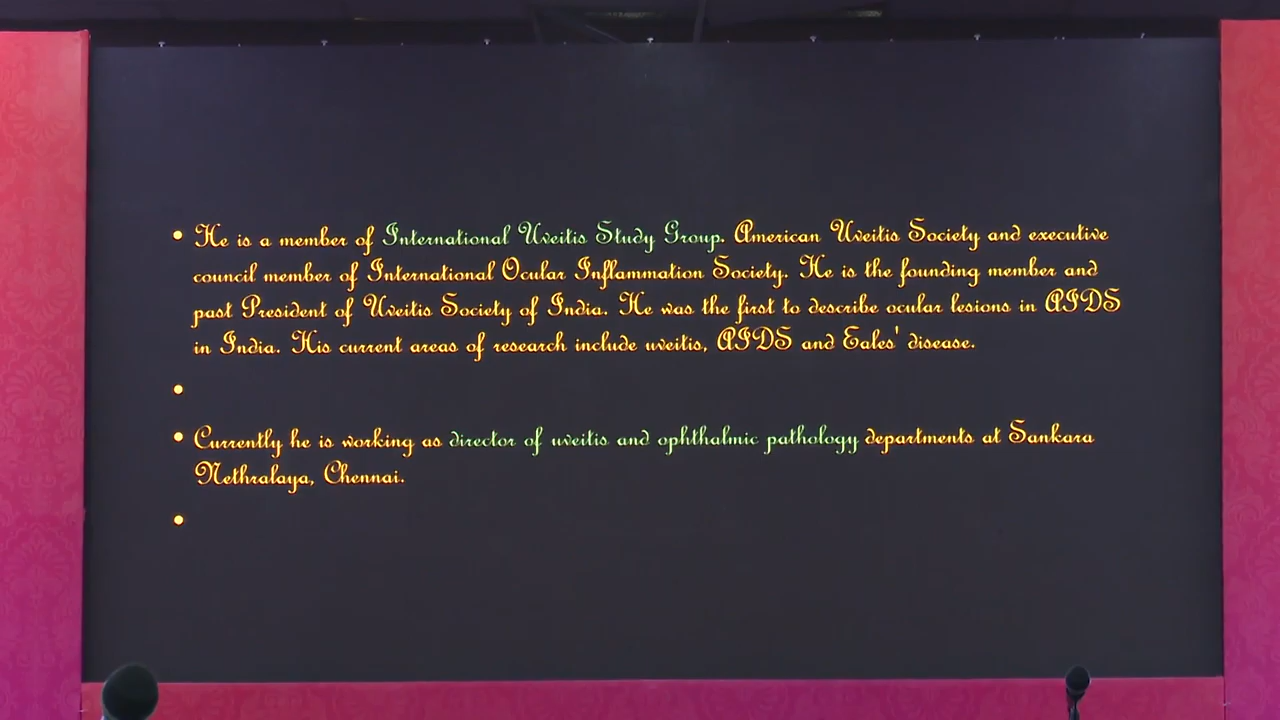 • He is a member of International Uveitis Study Group. American Uveitis Society and executive
council member of International Ocular Inflammation Society. He is the founding member and
past President of Uveitis Society of India. He was the first to describe ocular lesions in AIDS
in India. His current areas of research include uveitis, AIDS and Eales' disease.
•
• Currently he is working as director of uveitis and ophthalmic pathology departments at Sankara
Nethralaya, Chennai.
•